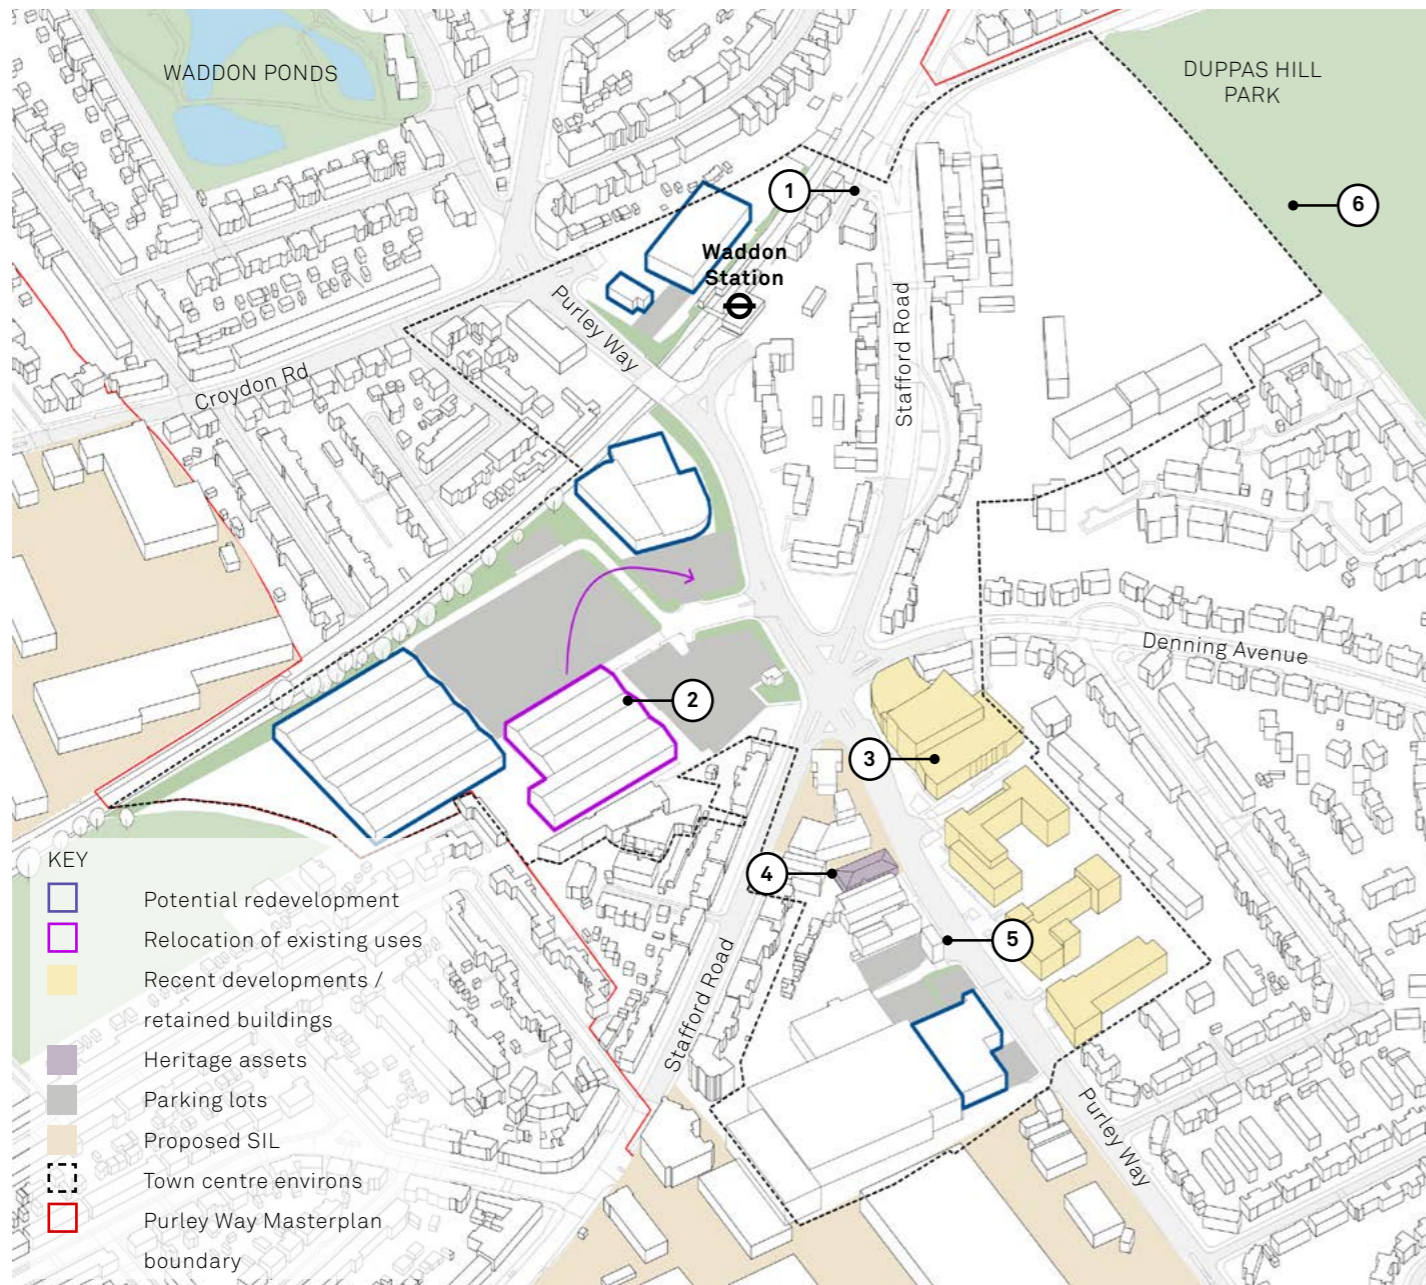 WADDON PONDS
DUPPAS HILL
PARK
1
6
Waddon
Station
Purley Way
Stafford Road
Croydon Rd
Denning Avenue
2
3
4
5
Stafford Road
Purley Way
KEY
Potential redevelopment
Relocation of existing uses
Recent developments /
retained buildings
Heritage assets
Parking lots
Proposed SIL
Town centre environs
Purley Way Masterplan
boundary